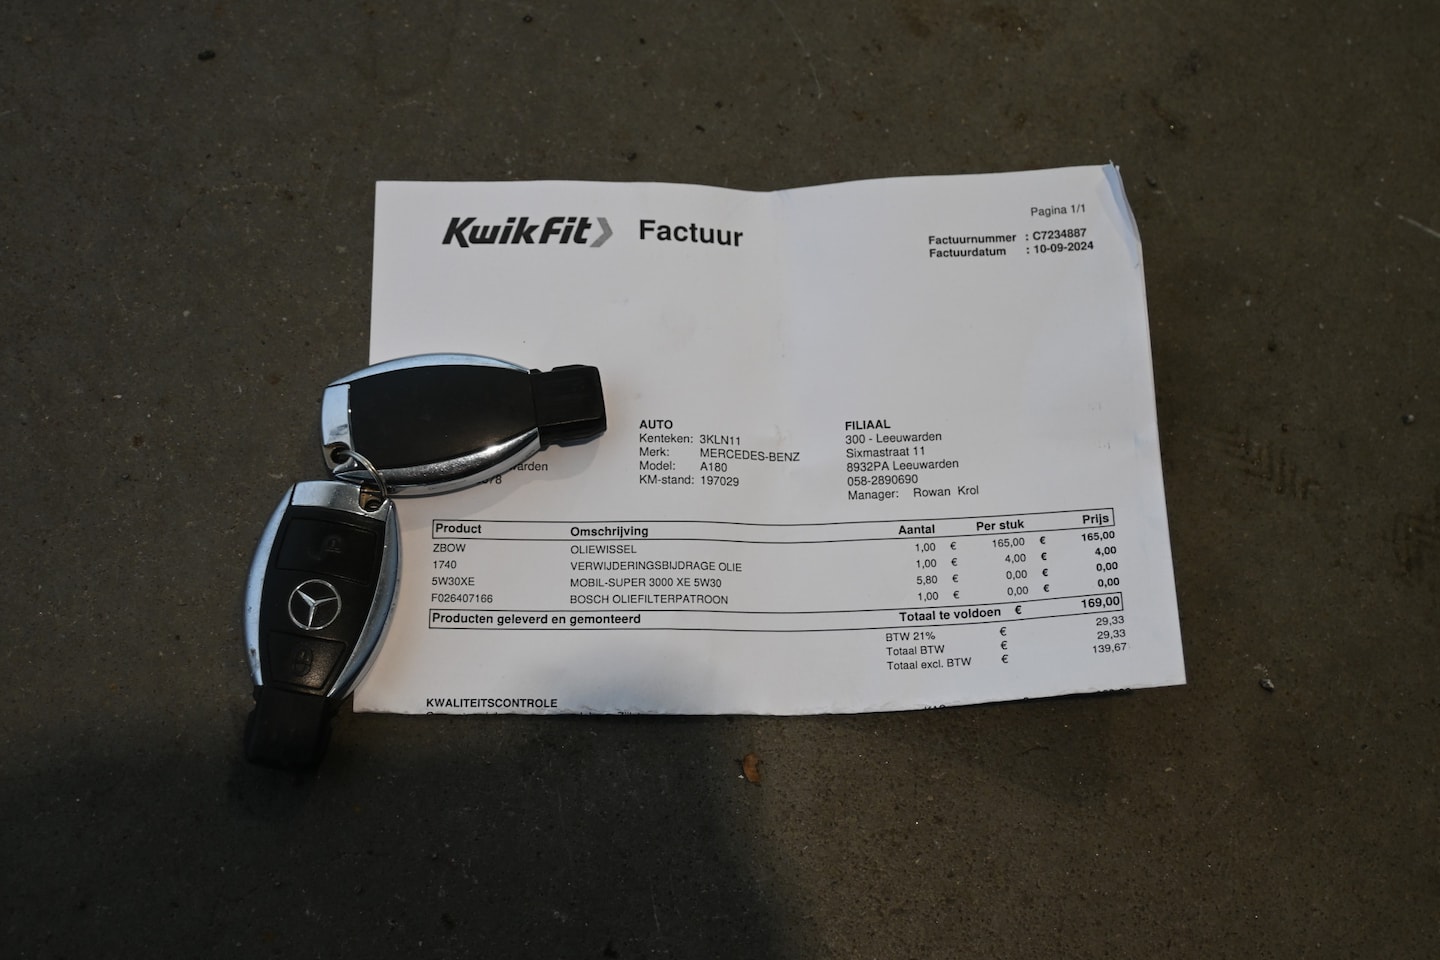 KwikFit Factuur
Pagina 1/1
Factuurnummer : C7234887
Factuurdatum : 10-09-2024
AUTO
Kenteken: 3KLN11
Merk: MERCEDES-BENZ
Model: A180
KM-stand: 197029
FILIAAL
300 - Leeuwarden
Sixmastraat 11
8932PA Leeuwarden
058-2890690
Manager: Rowan Krol
Product Omschrijving Aantal Per stuk Prijs
ZBOW OLIEWISSEL 1,00 € 165,00 € 165,00
1740 VERWIJDERINGSBIJDRAGE OLIE 1,00 € 4,00 € 4,00
5W30XE MOBIL-SUPER 3000 XE 5W30 5,80 € 0,00 € 0,00
F026407166 BOSCH OLIEFILTERPATROON 1,00 € 0,00 € 0,00
Producten geleverd en gemonteerd Totaal te voldoen € 169,00
BTW 21% € 29,33
Totaal BTW € 29,33
Totaal excl. BTW € 139,67
KWALITEITSCONTROLE